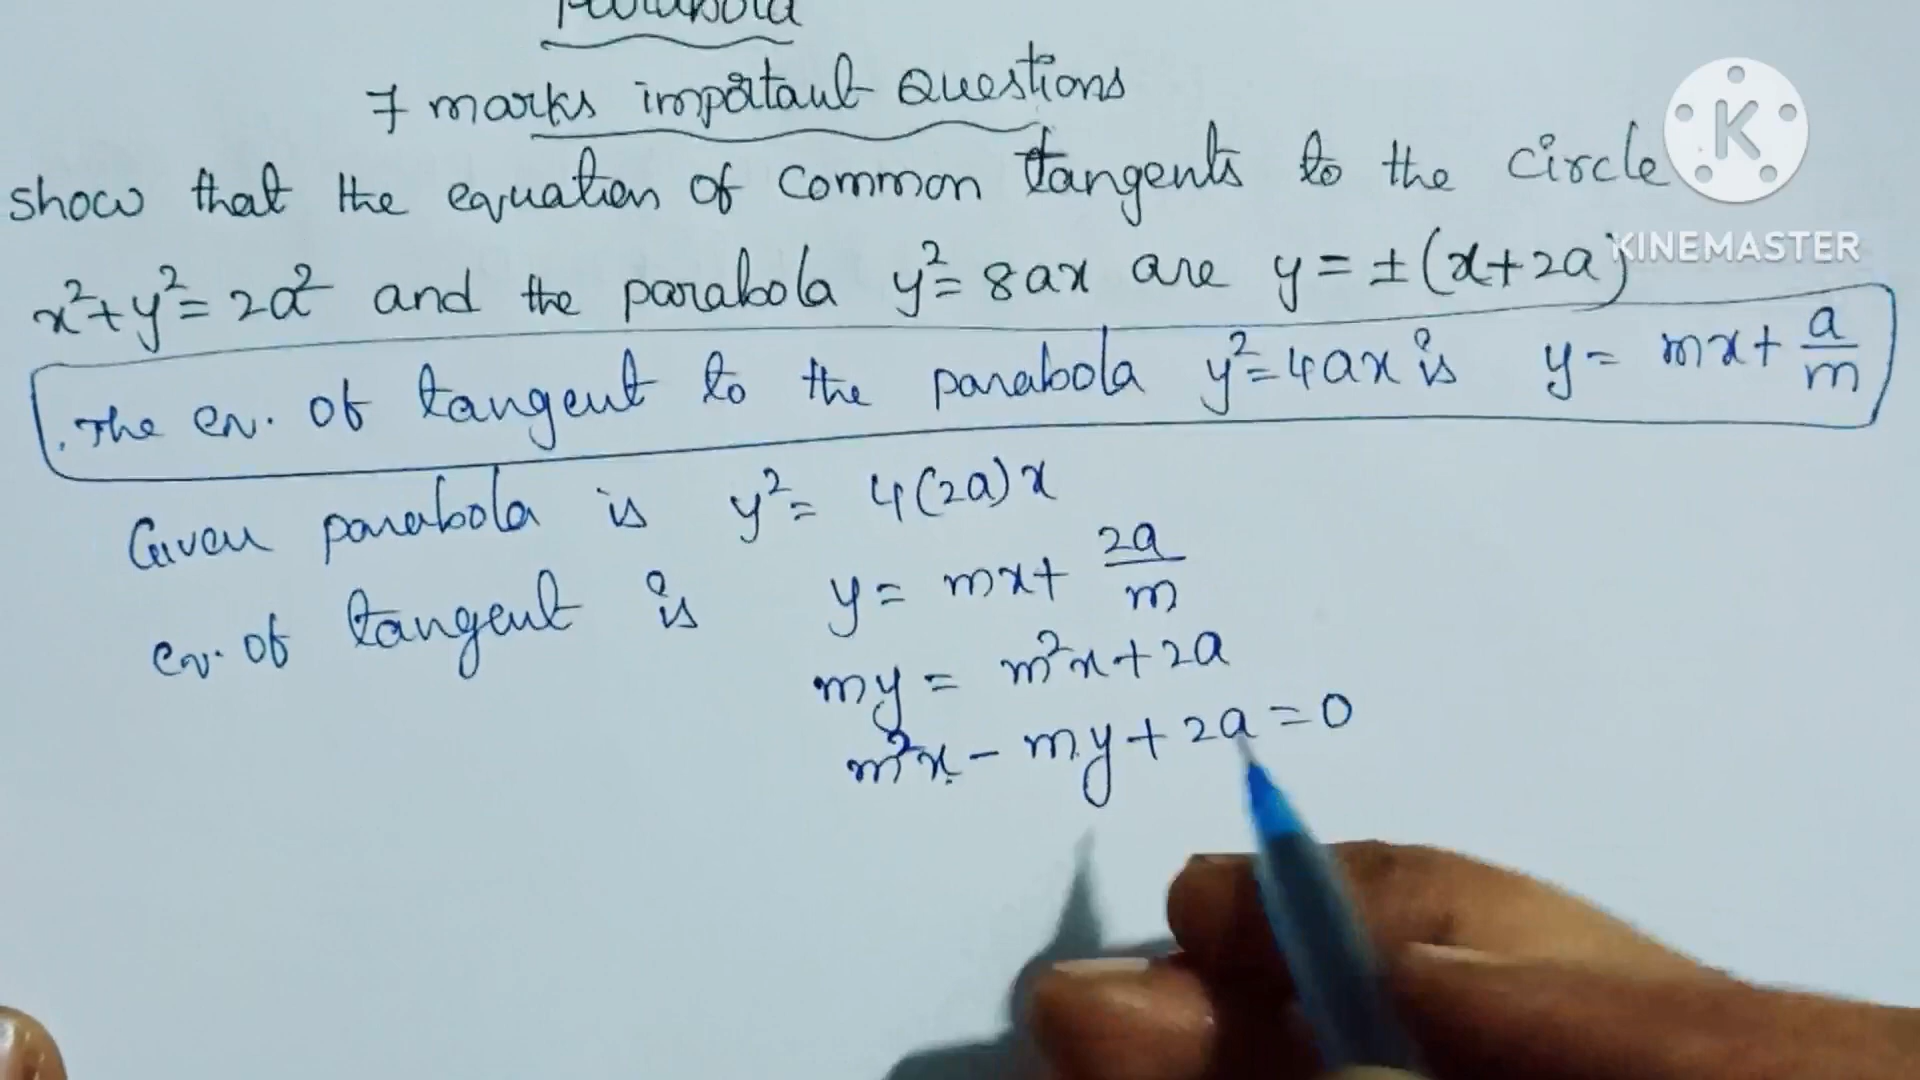 Parabola
7 marks important Questions
show that the equation of common tangents to the circle
x²+y²= 2a² and the parabola y²= 8ax are y = ±(x+2a)
K
KINEMASTER
The eq. of tangent to the parabola y²=4ax is y= mx+ a/m
Given parabola is y²= 4(2a)x
eq. of tangent is y= mx+ 2a/m
my = m²x+2a
m²x - my + 2a = 0